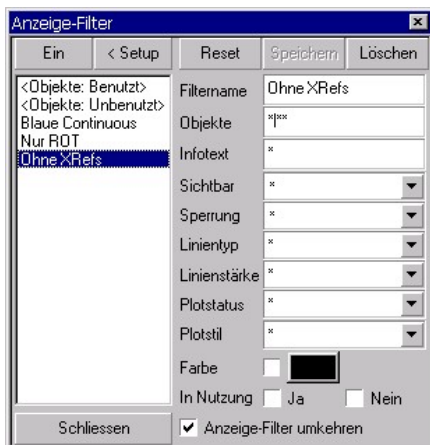 Anzeige-Filter
Ein < Setup Reset Speichern Löschen
<Objekte: Benutzt>
<Objekte: Unbenutzt>
Blaue Continuous
Nur ROT
Ohne XRefs
Filtername Ohne XRefs
Objekte *|**
Infotext *
Sichtbar *
Sperrung *
Linientyp *
Linienstärke *
Plotstatus *
Plotstil *
Farbe
In Nutzung Ja Nein
Schliessen Anzeige-Filter umkehren